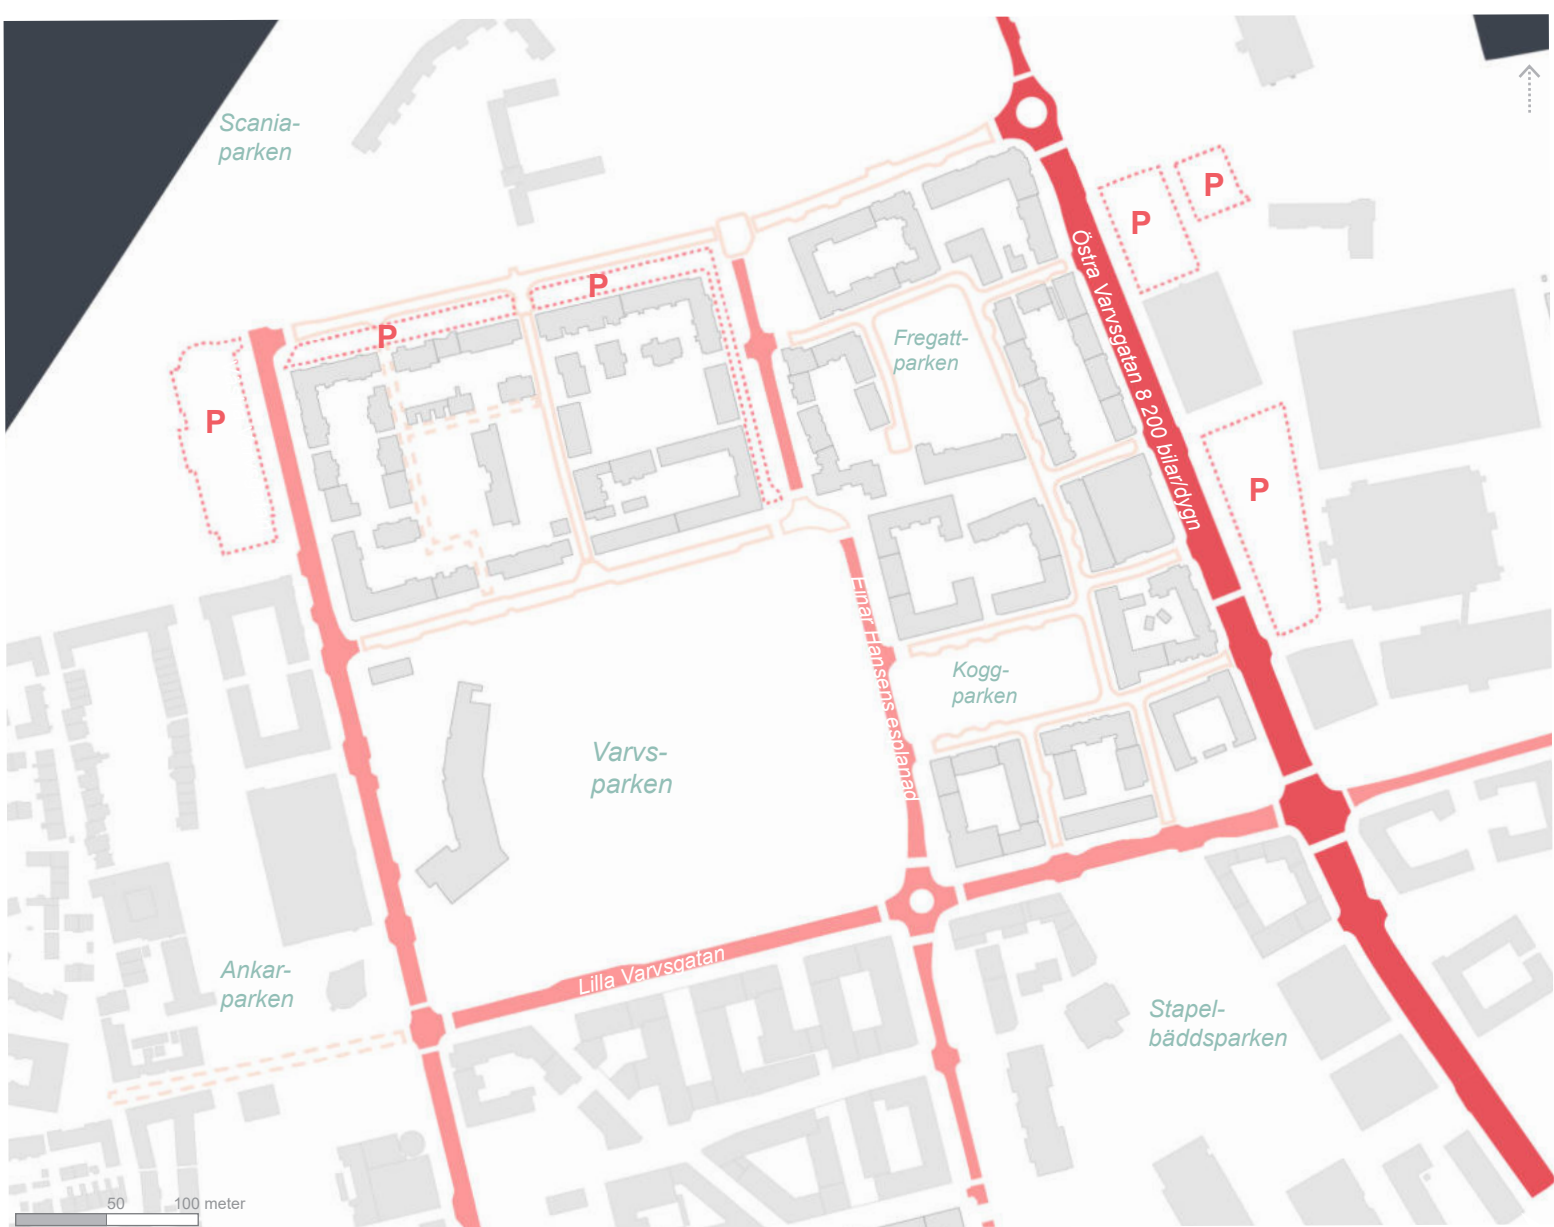 Scania-
parken
P
P
P
P
P
Östra Varvsgatan 8 200 bilar/dygn
Fregatt-
parken
P
Einar Hansens esplanad
Kogg-
parken
Varvs-
parken
Lilla Varvsgatan
Ankar-
parken
Stapel-
bäddsparken
50
100 meter